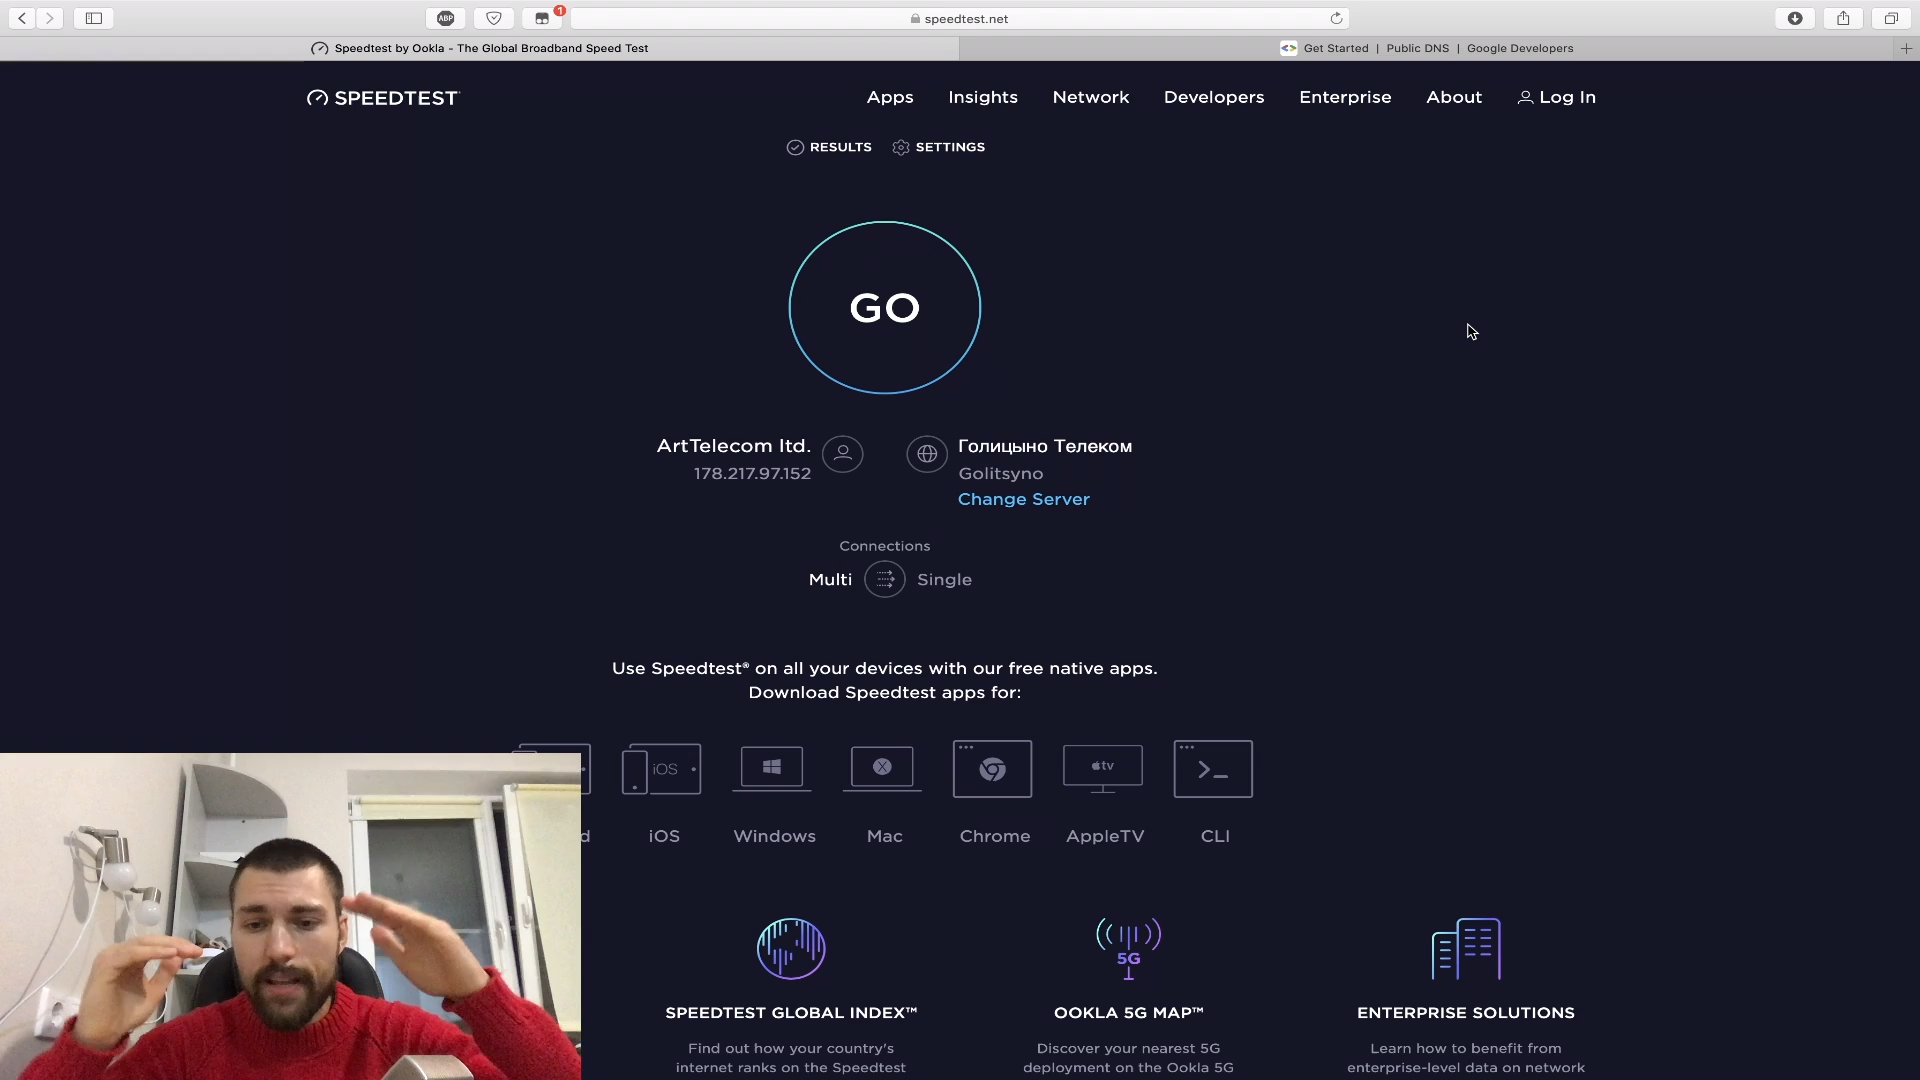 ABP
1
speedtest.net
Speedtest by Ookla - The Global Broadband Speed Test
Get Started | Public DNS | Google Developers
SPEEDTEST
Apps
Insights
Network
Developers
Enterprise
About
Log In
RESULTS
SETTINGS
GO
ArtTelecom ltd.
178.217.97.152
Голицыно Телеком
Golitsyno
Change Server
Connections
Multi
Single
Use Speedtest® on all your devices with our free native apps.
Download Speedtest apps for:
iOS
X
tv
d
iOS
Windows
Mac
Chrome
AppleTV
CLI
5G
SPEEDTEST GLOBAL INDEX™
Find out how your country's
internet ranks on the Speedtest
OOKLA 5G MAP™
Discover your nearest 5G
deployment on the Ookla 5G
ENTERPRISE SOLUTIONS
Learn how to benefit from
enterprise-level data on network